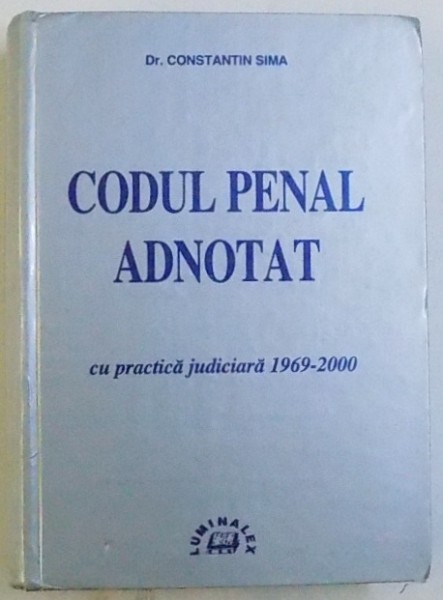 Dr. CONSTANTIN SIMA
CODUL PENAL
ADNOTAT
cu practică judiciară 1969-2000
LUMINALEX